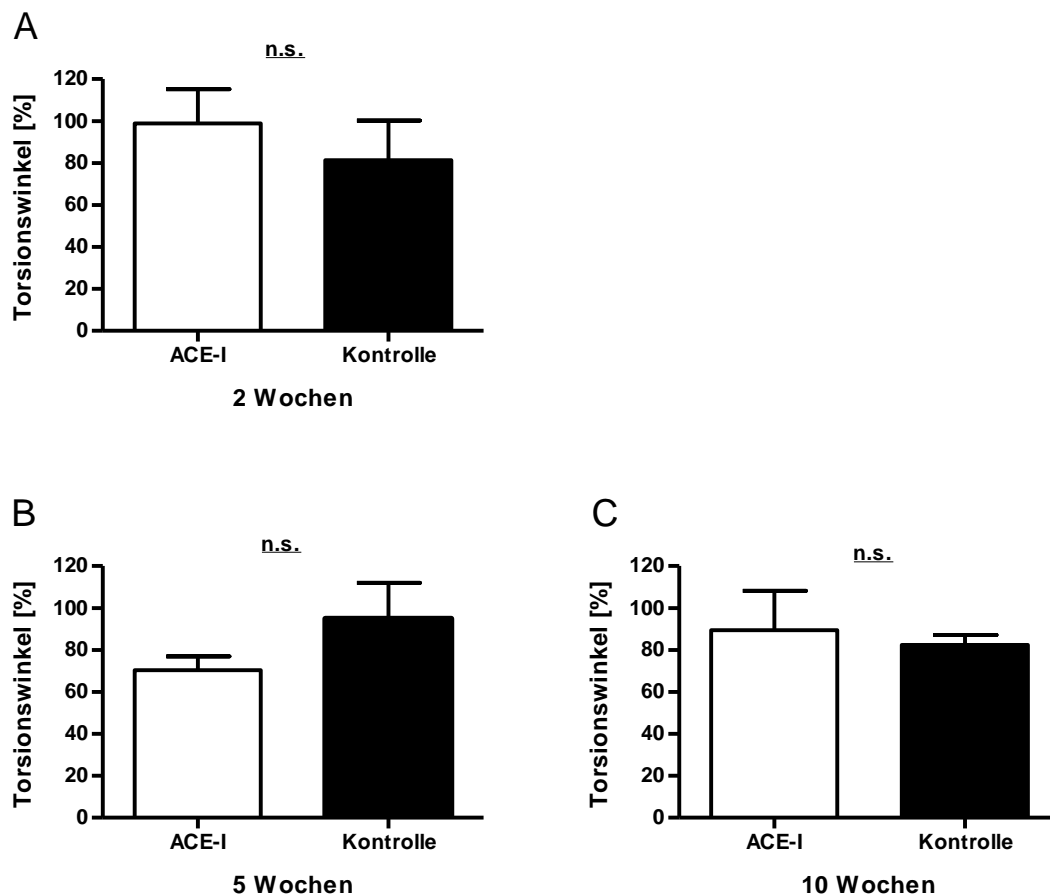 A
n.s.
Torsionswinkel [%]
120
100
80
60
40
20
0
ACE-I Kontrolle
2 Wochen
B
n.s.
Torsionswinkel [%]
120
100
80
60
40
20
0
ACE-I Kontrolle
5 Wochen
C
n.s.
Torsionswinkel [%]
120
100
80
60
40
20
0
ACE-I Kontrolle
10 Wochen